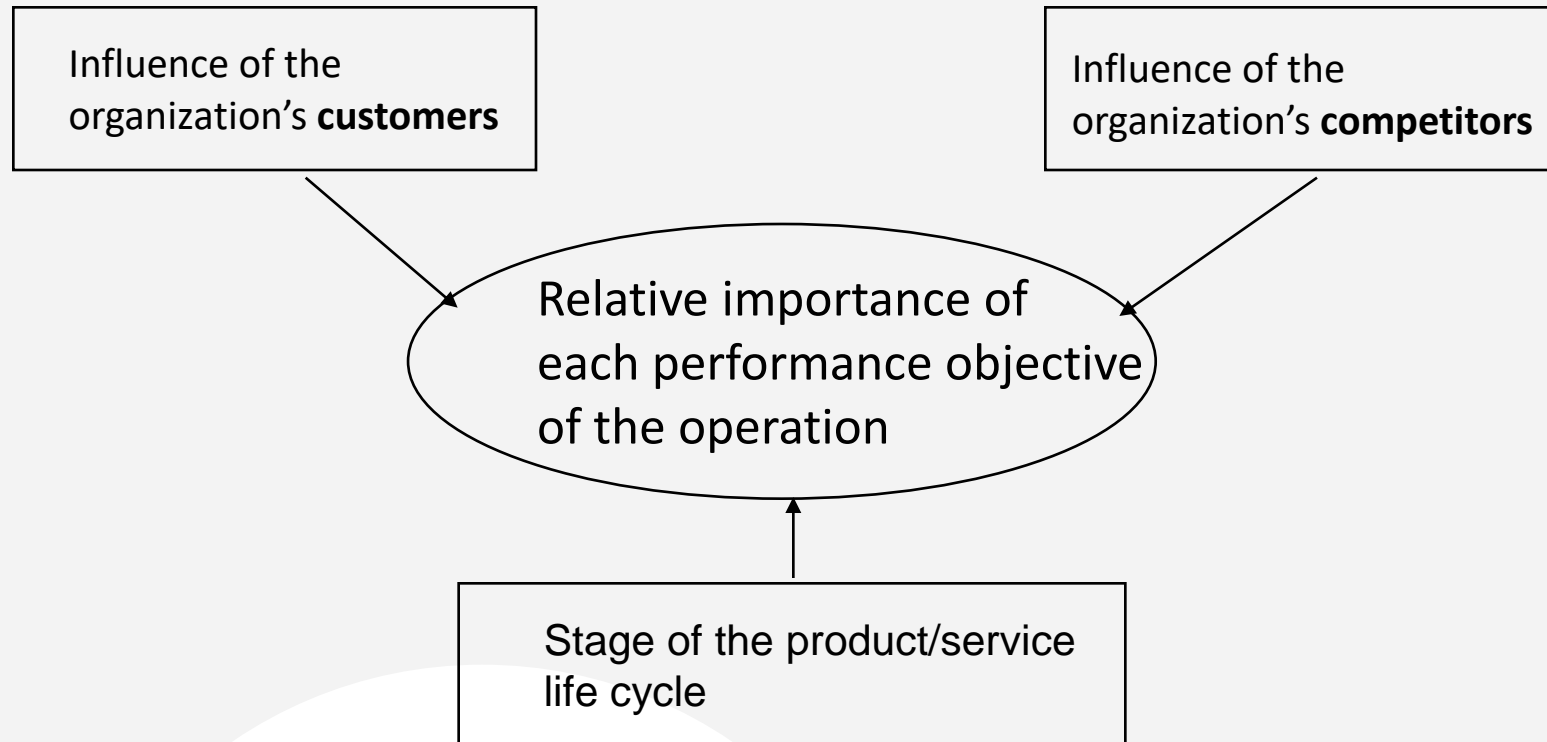 Influence of the
organization’s customers
Influence of the
organization’s competitors
Relative importance of
each performance objective
of the operation
Stage of the product/service
life cycle